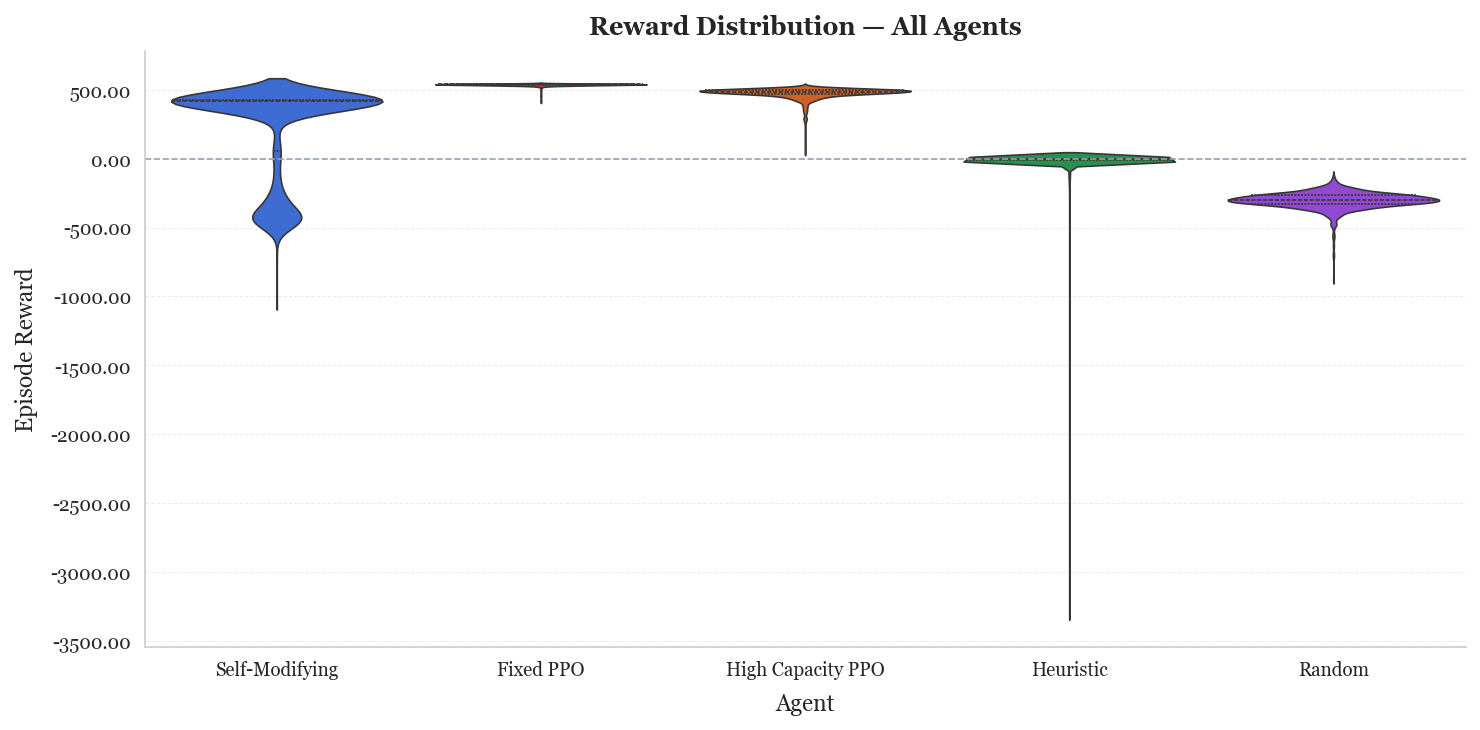 Reward Distribution — All Agents
500.00
0.00
-500.00
-1000.00
-1500.00
-2000.00
-2500.00
-3000.00
-3500.00
Episode Reward
Self-Modifying
Fixed PPO
High Capacity PPO
Heuristic
Random
Agent